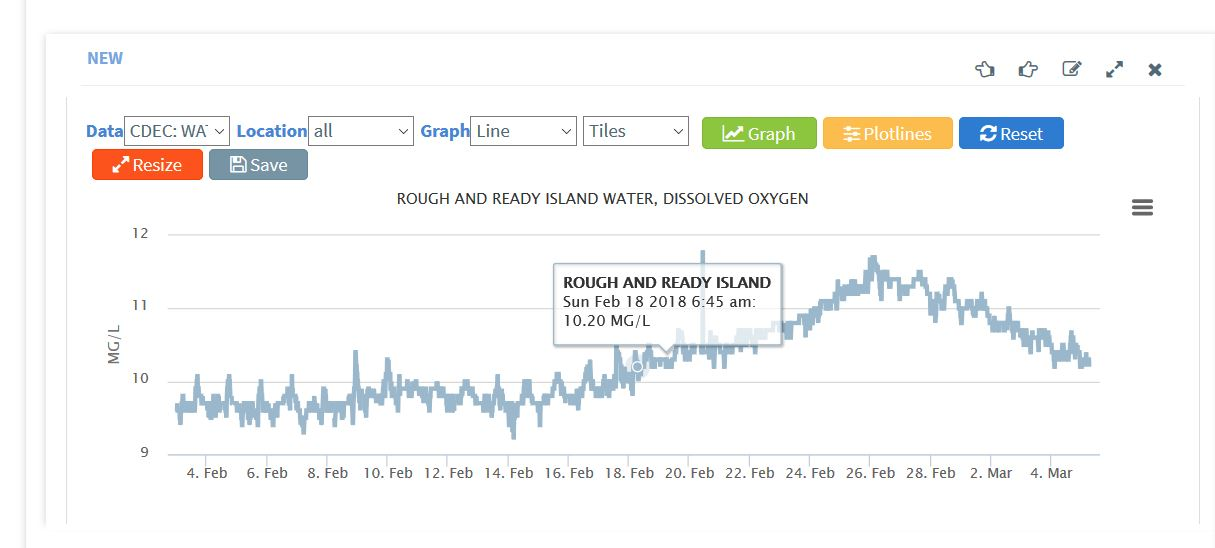 NEW
Data CDEC: WAT Location all Graph Line Tiles Graph Plotlines Reset
Resize Save
ROUGH AND READY ISLAND WATER, DISSOLVED OXYGEN
12
11
10
9
MG/L
ROUGH AND READY ISLAND
Sun Feb 18 2018 6:45 am:
10.20 MG/L
4. Feb 6. Feb 8. Feb 10. Feb 12. Feb 14. Feb 16. Feb 18. Feb 20. Feb 22. Feb 24. Feb 26. Feb 28. Feb 2. Mar 4. Mar